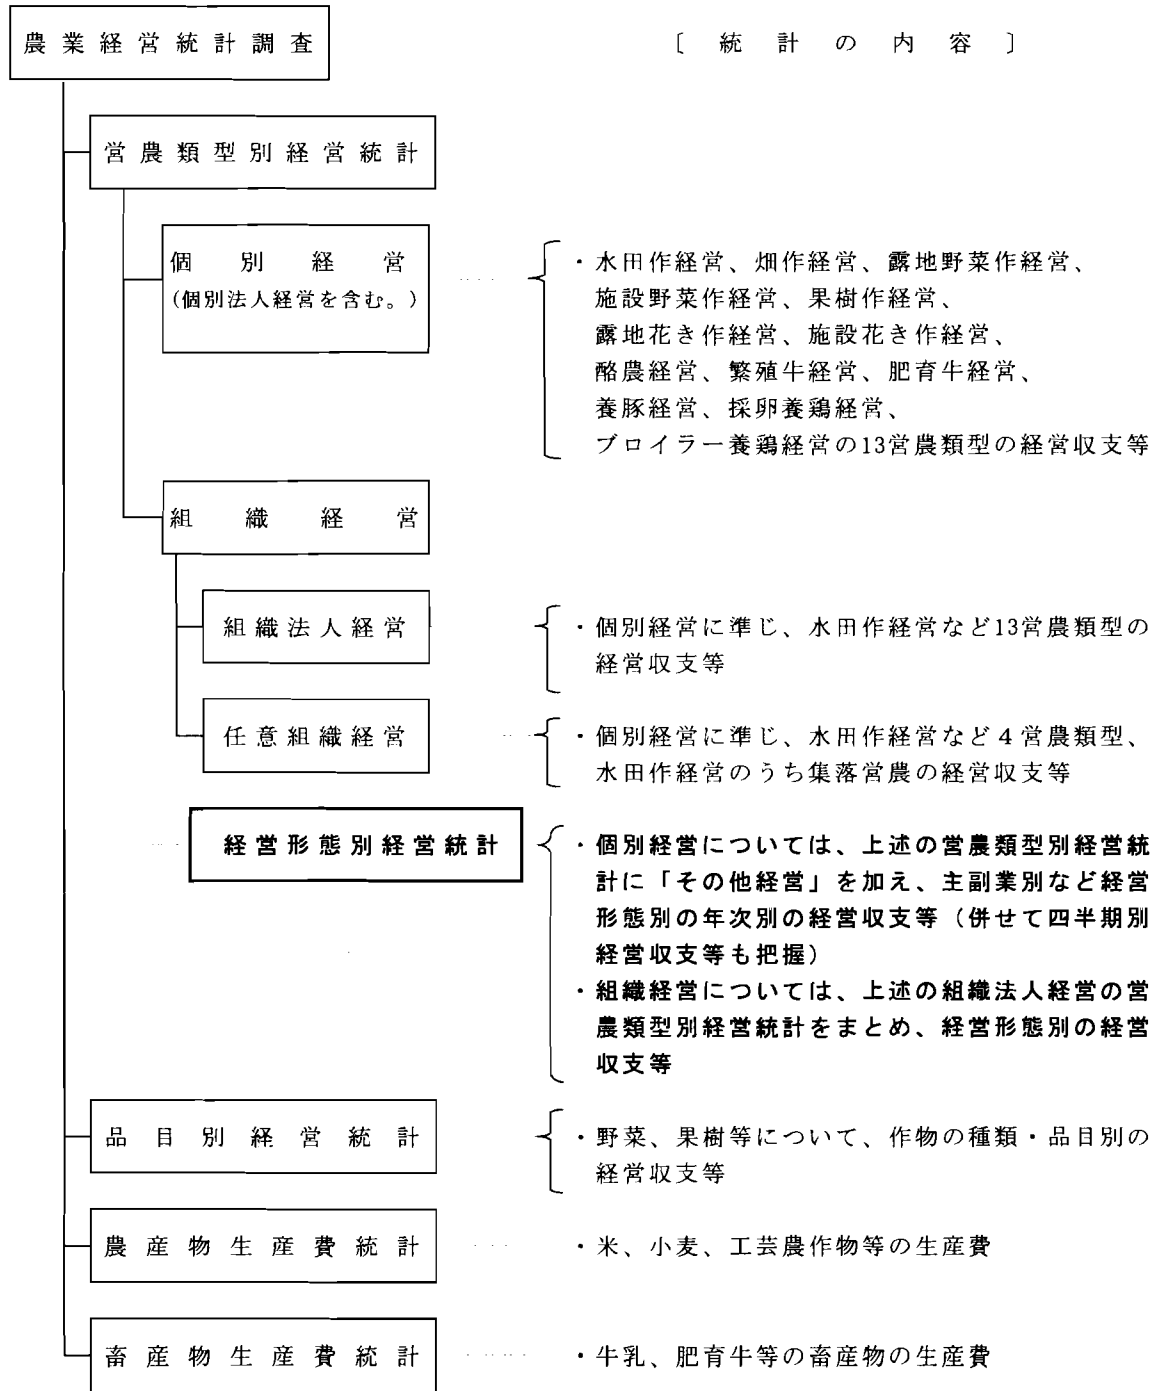 農業経営統計調査
〔統計の内容〕
営農類型別経営統計
個別経営
(個別法人経営を含む。)
・水田作経営、畑作経営、露地野菜作経営、
施設野菜作経営、果樹作経営、
露地花き作経営、施設花き作経営、
酪農経営、繁殖牛経営、肥育牛経営、
養豚経営、採卵養鶏経営、
ブロイラー養鶏経営の13営農類型の経営収支等
組織経営
組織法人経営
・個別経営に準じ、水田作経営など13営農類型の
経営収支等
任意組織経営
・個別経営に準じ、水田作経営など4営農類型、
水田作経営のうち集落営農の経営収支等
経営形態別経営統計
・個別経営については、上述の営農類型別経営統
計に「その他経営」を加え、主副業別など経営
形態別の年次別の経営収支等（併せて四半期別
経営収支等も把握）
・組織経営については、上述の組織法人経営の営
農類型別経営統計をまとめ、経営形態別の経営
収支等
品目別経営統計
・野菜、果樹等について、作物の種類・品目別の
経営収支等
農産物生産費統計
・米、小麦、工芸農作物等の生産費
畜産物生産費統計
・牛乳、肥育牛等の畜産物の生産費